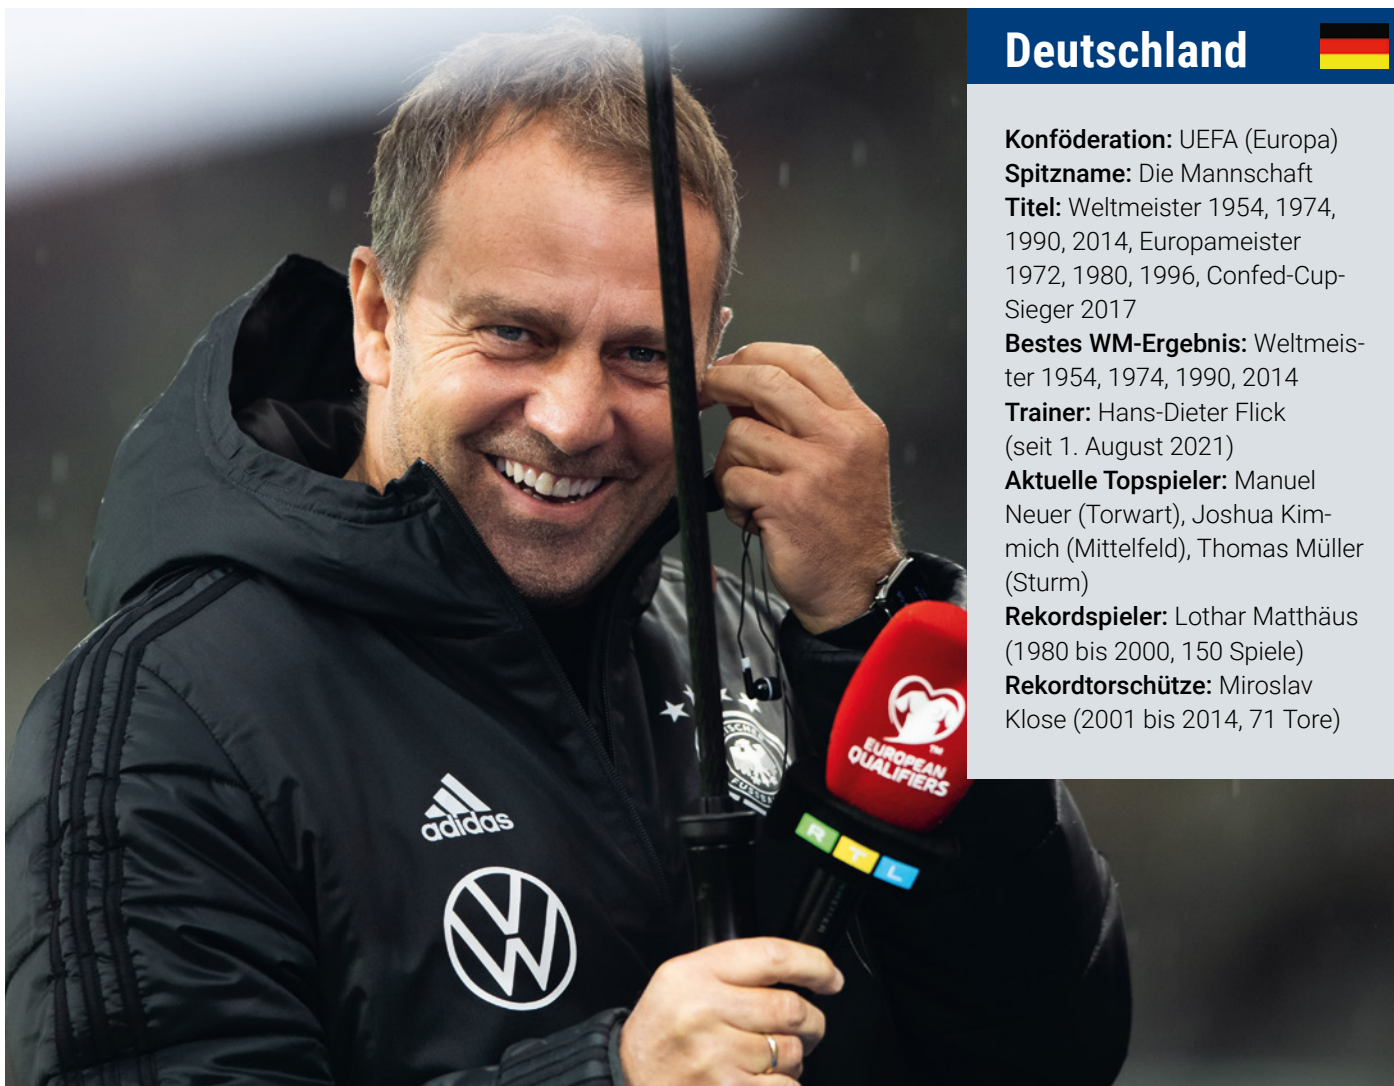 Deutschland
Konföderation: UEFA (Europa)
Spitzname: Die Mannschaft
Titel: Weltmeister 1954, 1974,
1990, 2014, Europameister
1972, 1980, 1996, Confed-Cup-
Sieger 2017
Bestes WM-Ergebnis: Weltmeis-
ter 1954, 1974, 1990, 2014
Trainer: Hans-Dieter Flick
(seit 1. August 2021)
Aktuelle Topspieler: Manuel
Neuer (Torwart), Joshua Kim-
mich (Mittelfeld), Thomas Müller
(Sturm)
Rekordspieler: Lothar Matthäus
(1980 bis 2000, 150 Spiele)
Rekordtorschütze: Miroslav
Klose (2001 bis 2014, 71 Tore)
TM
EUROPEAN
QUALIFIERS
RTL
adidas
VW